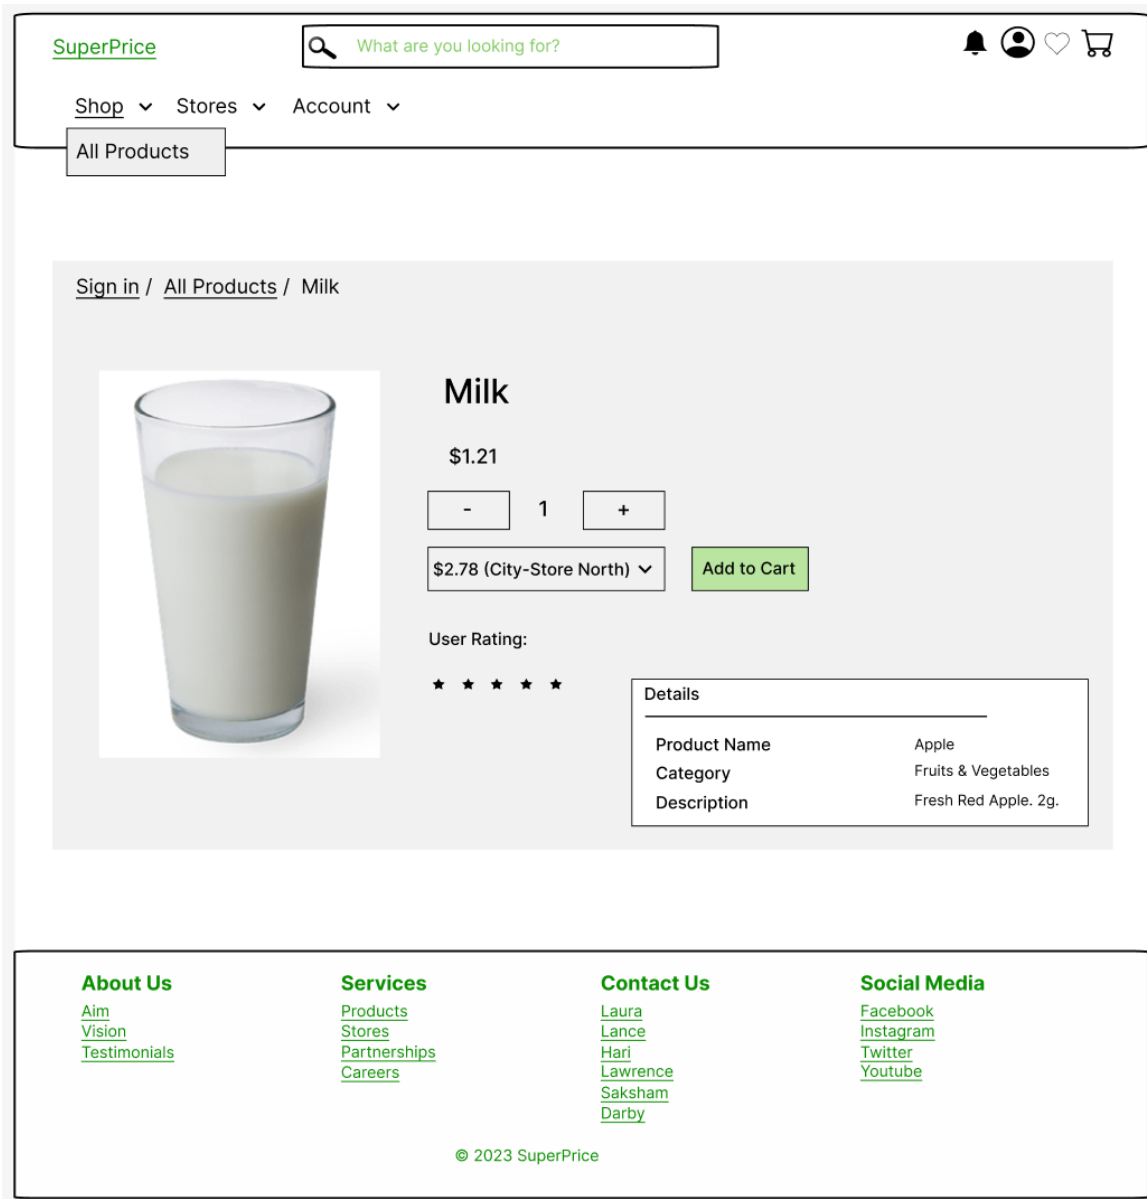 SuperPrice
What are you looking for?
Shop Stores Account
All Products
Sign in / All Products / Milk
Milk
$1.21
- 1 +
$2.78 (City-Store North)
Add to Cart
User Rating:
Details
Product Name Apple
Category Fruits & Vegetables
Description Fresh Red Apple. 2g.
About Us
Aim
Vision
Testimonials
Services
Products
Stores
Partnerships
Careers
Contact Us
Laura
Lance
Hari
Lawrence
Saksham
Darby
Social Media
Facebook
Instagram
Twitter
Youtube
© 2023 SuperPrice